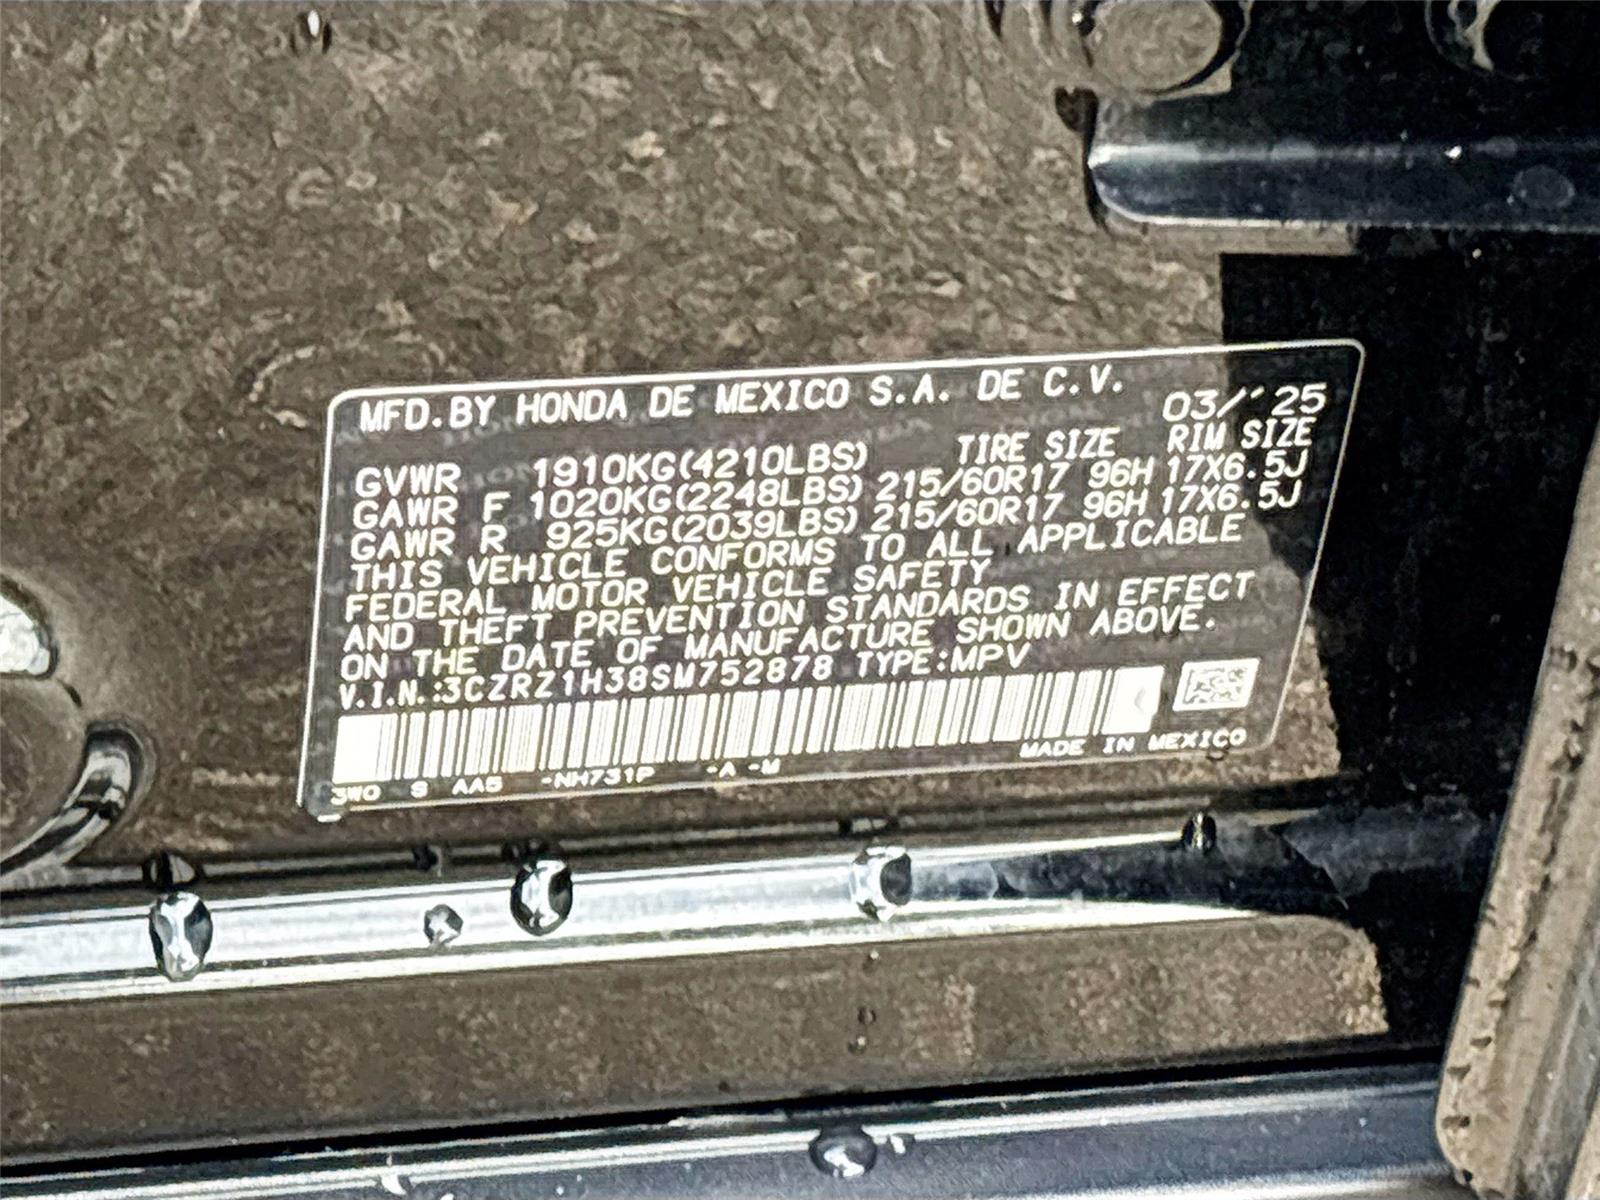 MFD.BY HONDA DE MEXICO S.A. DE C.V.
03/'25
TIRE SIZE RIM SIZE
GVWR 1910KG(4210LBS)
GAWR F 1020KG(2248LBS) 215/60R17 96H 17X6.5J
GAWR R 925KG(2039LBS) 215/60R17 96H 17X6.5J
THIS VEHICLE CONFORMS TO ALL APPLICABLE
FEDERAL MOTOR VEHICLE SAFETY
AND THEFT PREVENTION STANDARDS IN EFFECT
ON THE DATE OF MANUFACTURE SHOWN ABOVE.
V.I.N.:3CZRZ1H38SM752878 TYPE:MPV
MADE IN MEXICO
3W0 S AA5 -NH731P -A -M